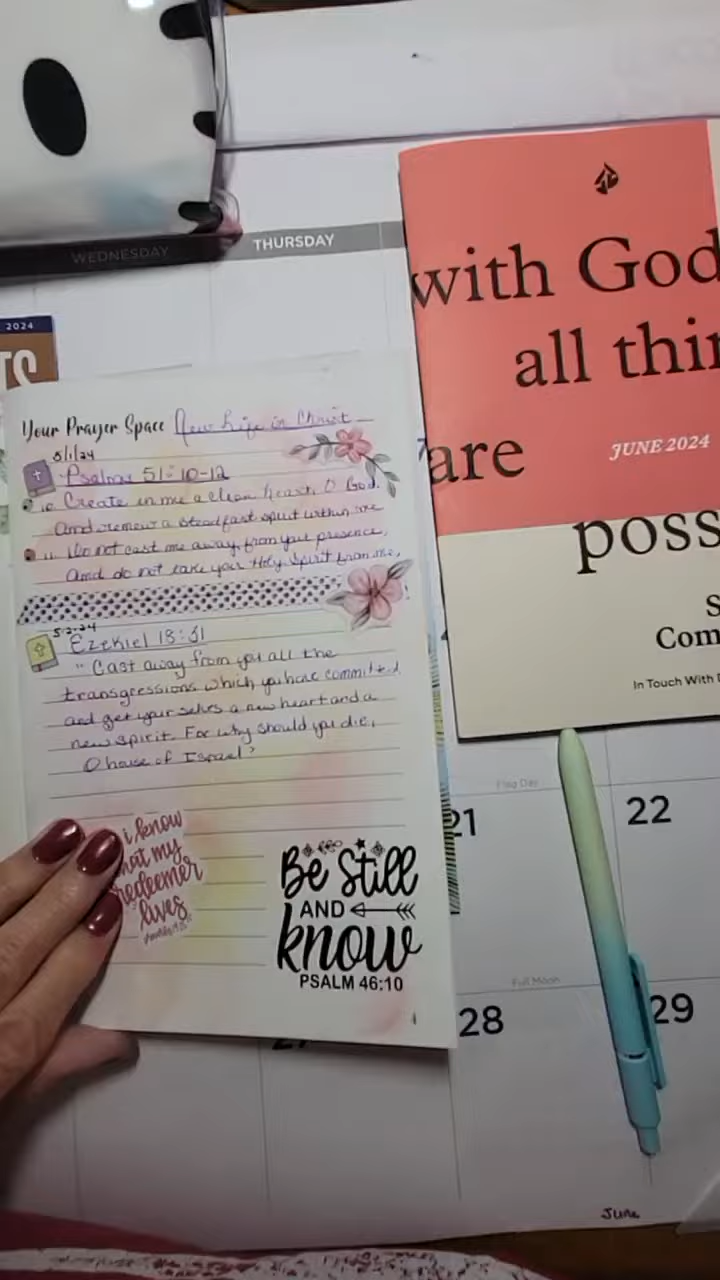 WEDNESDAY
THURSDAY
2024
TS
with God
all thin
are
JUNE 2024
poss
S
Com
In Touch With
Your Prayer Space New Life in Christ
5/1/24
Psalms 51:10-12
10 Create in me a clean heart, O God.
And renew a steadfast spirit within me
11 Do not cast me away from your presence,
And do not take your Holy Spirit from me,
5-2-24
Ezekiel 18:31
"Cast away from you all the
transgressions which you have committed
and get your selves a new heart and a
new spirit. For why should you die,
O house of Israel?
i know
that my
redeemer
lives
Be Still
AND
know
PSALM 46:10
Flag Day
21
22
Full Moon
27
28
29
June